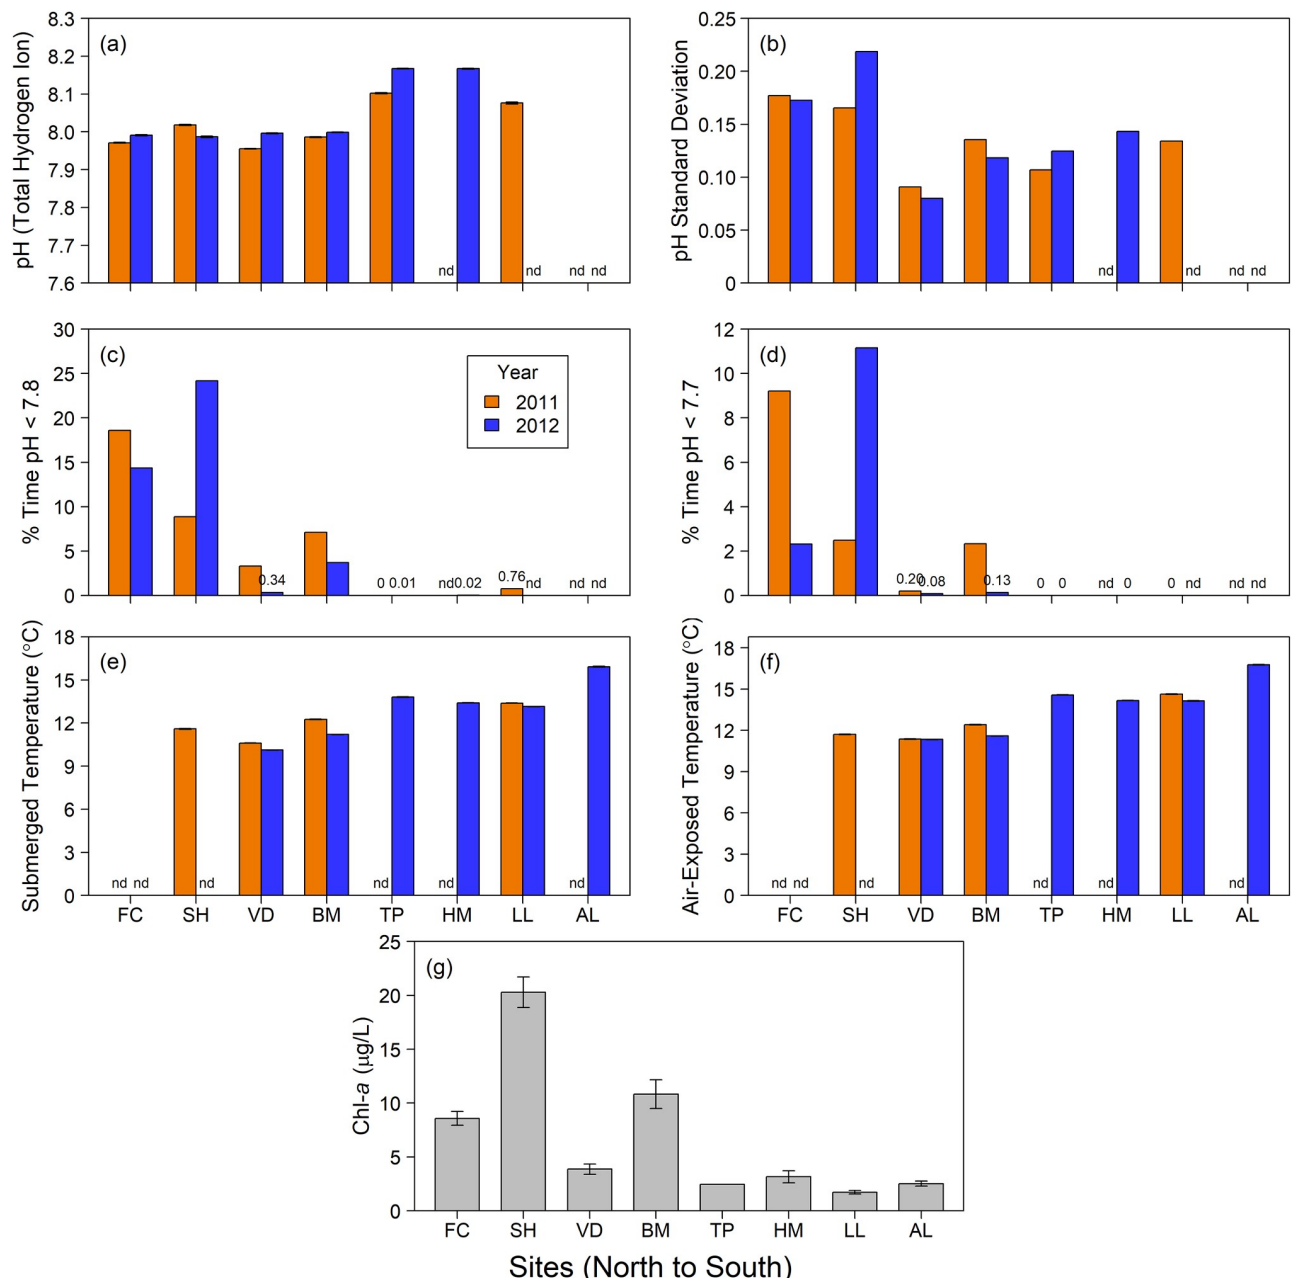 (a)
pH (Total Hydrogen Ion)
8.3
8.2
8.1
8.0
7.9
7.8
7.7
7.6
nd nd nd nd
(b)
pH Standard Deviation
0.25
0.20
0.15
0.10
0.05
0
nd nd nd nd
(c)
% Time pH < 7.8
30
25
20
15
10
5
0
0.34 0 0.01 nd 0.02 0.76 nd nd nd
Year
2011
2012
(d)
% Time pH < 7.7
12
10
8
6
4
2
0
0.20 0.08 0.13 0 0 nd 0 0 nd nd nd
(e)
Submerged Temperature (°C)
18
15
12
9
6
3
0
nd nd nd nd nd nd
FC SH VD BM TP HM LL AL
(f)
Air-Exposed Temperature (°C)
18
15
12
9
6
3
0
nd nd nd nd nd nd
FC SH VD BM TP HM LL AL
(g)
Chl-a (μg/L)
25
20
15
10
5
0
FC SH VD BM TP HM LL AL
Sites (North to South)